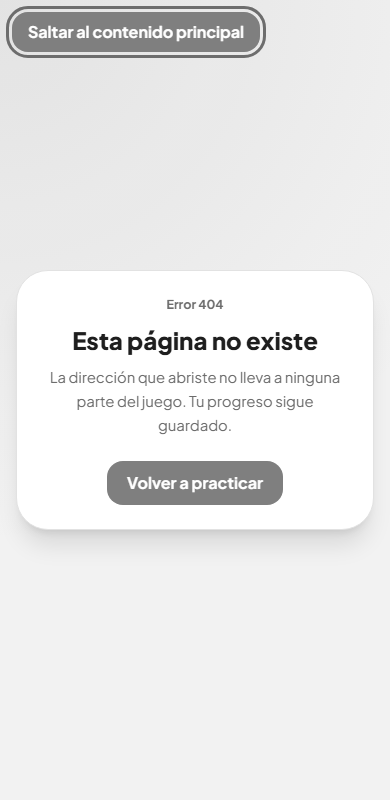 Saltar al contenido principal
Error 404
Esta página no existe
La dirección que abriste no lleva a ninguna
parte del juego. Tu progreso sigue
guardado.
Volver a practicar